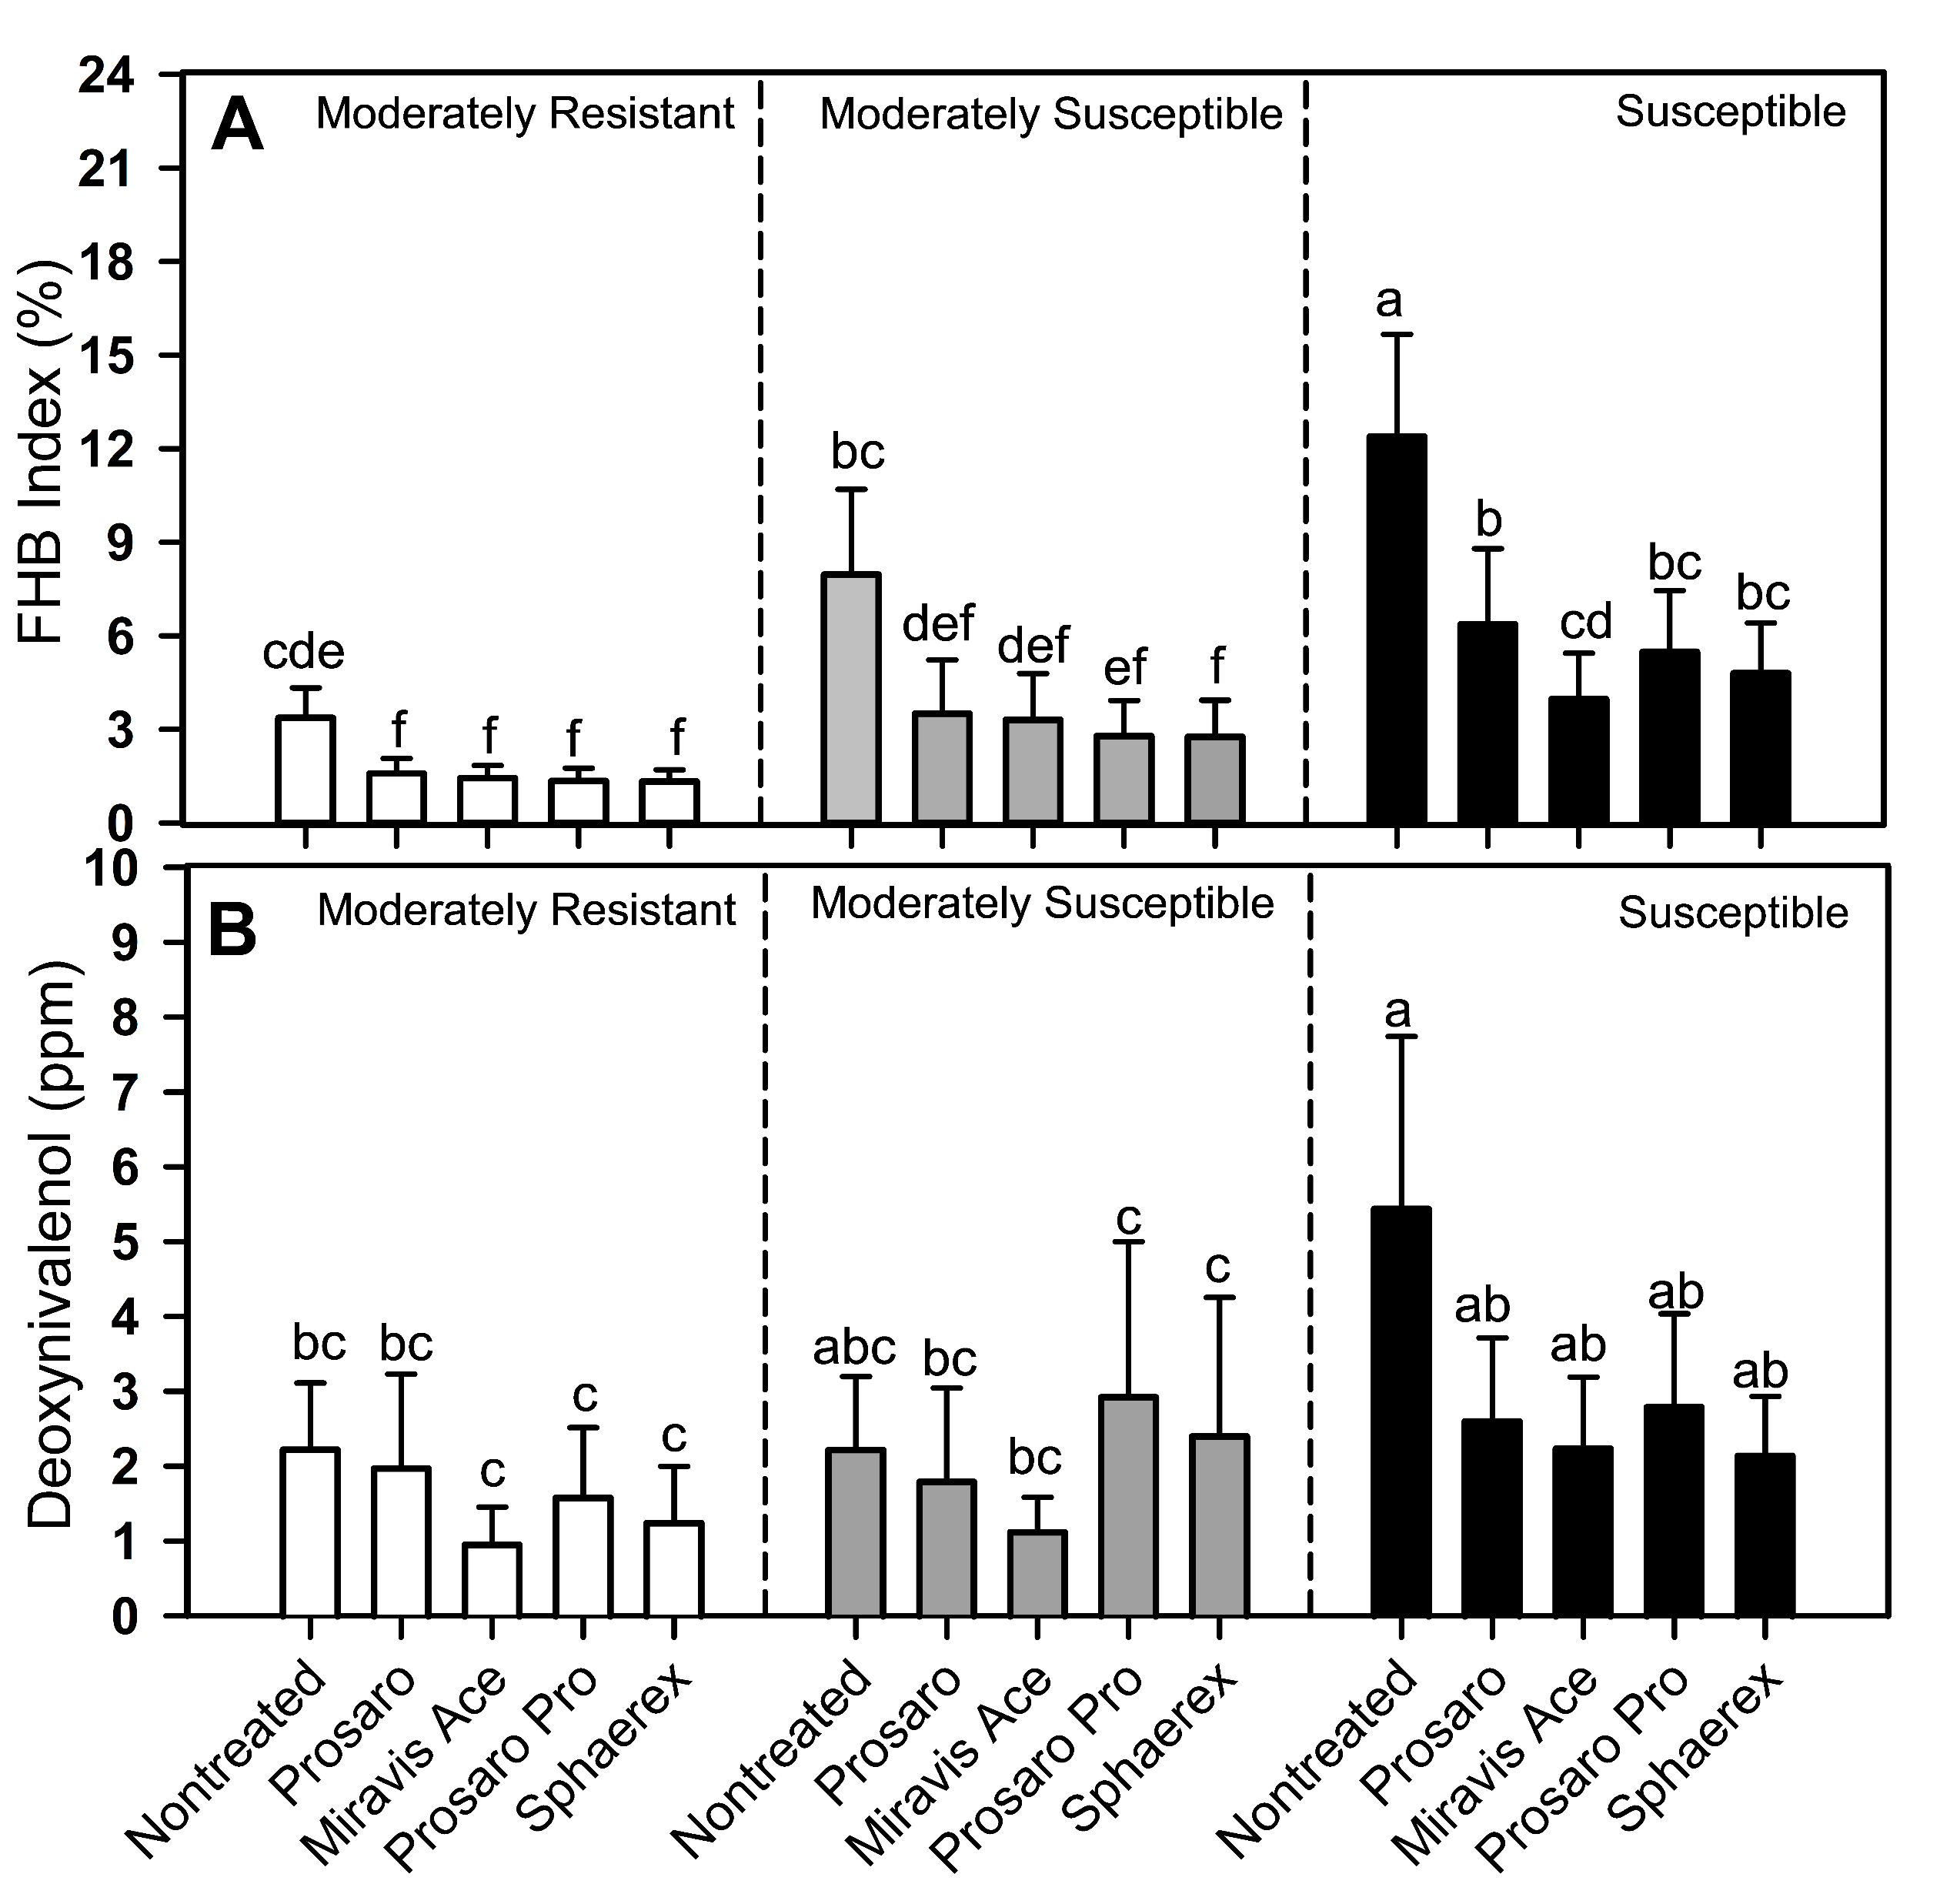 A
Moderately Resistant
Moderately Susceptible
Susceptible
FHB Index (%)
24
21
18
15
12
9
6
3
0
cde
f
f
f
f
bc
def
def
ef
f
a
b
cd
bc
bc
B
Moderately Resistant
Moderately Susceptible
Susceptible
Deoxynivalenol (ppm)
10
9
8
7
6
5
4
3
2
1
0
bc
bc
c
c
c
abc
bc
bc
c
c
a
ab
ab
ab
ab
Nontreated
Prosaro
Miravis Ace
Prosaro Pro
Sphaerex
Nontreated
Prosaro
Miravis Ace
Prosaro Pro
Sphaerex
Nontreated
Prosaro
Miravis Ace
Prosaro Pro
Sphaerex